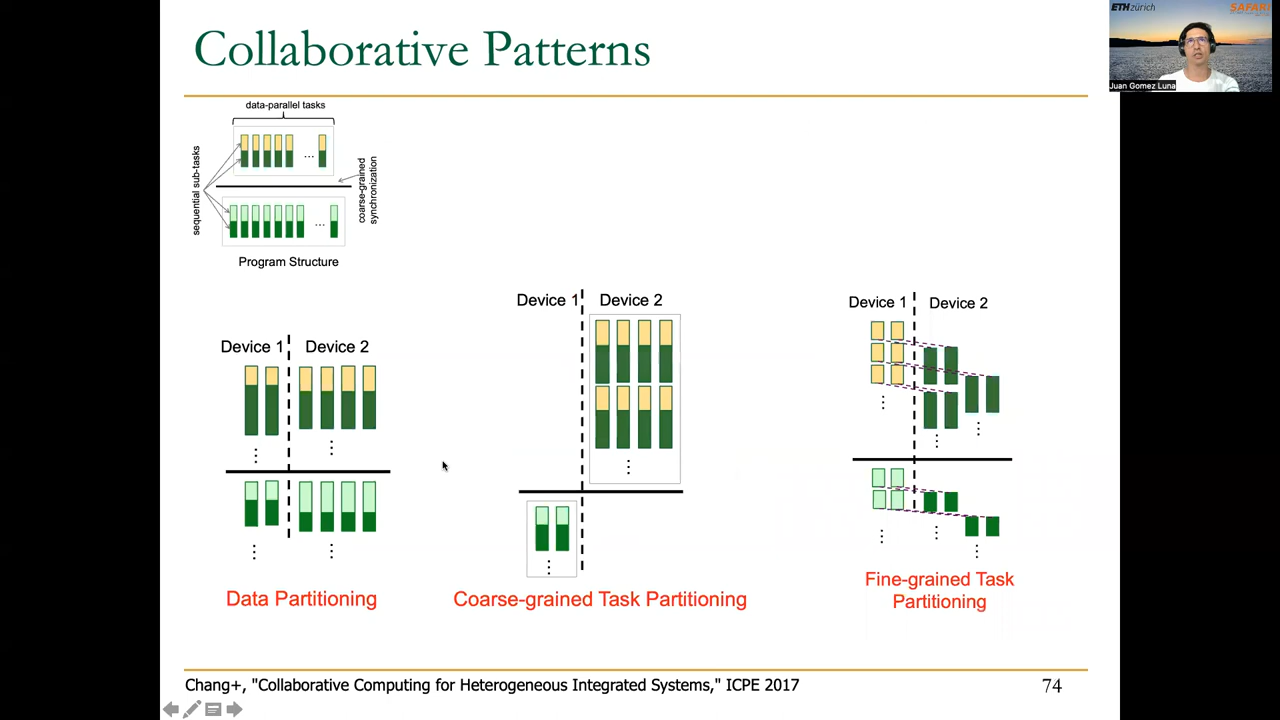 Collaborative Patterns
ETH zürich
SAFARI
Juan Gomez Luna
data-parallel tasks
sequential sub-tasks
coarse-grained
synchronization
...
...
Program Structure
Device 1
Device 2
Data Partitioning
Device 1
Device 2
Coarse-grained Task Partitioning
Device 1
Device 2
Fine-grained Task
Partitioning
Chang+, "Collaborative Computing for Heterogeneous Integrated Systems," ICPE 2017
74